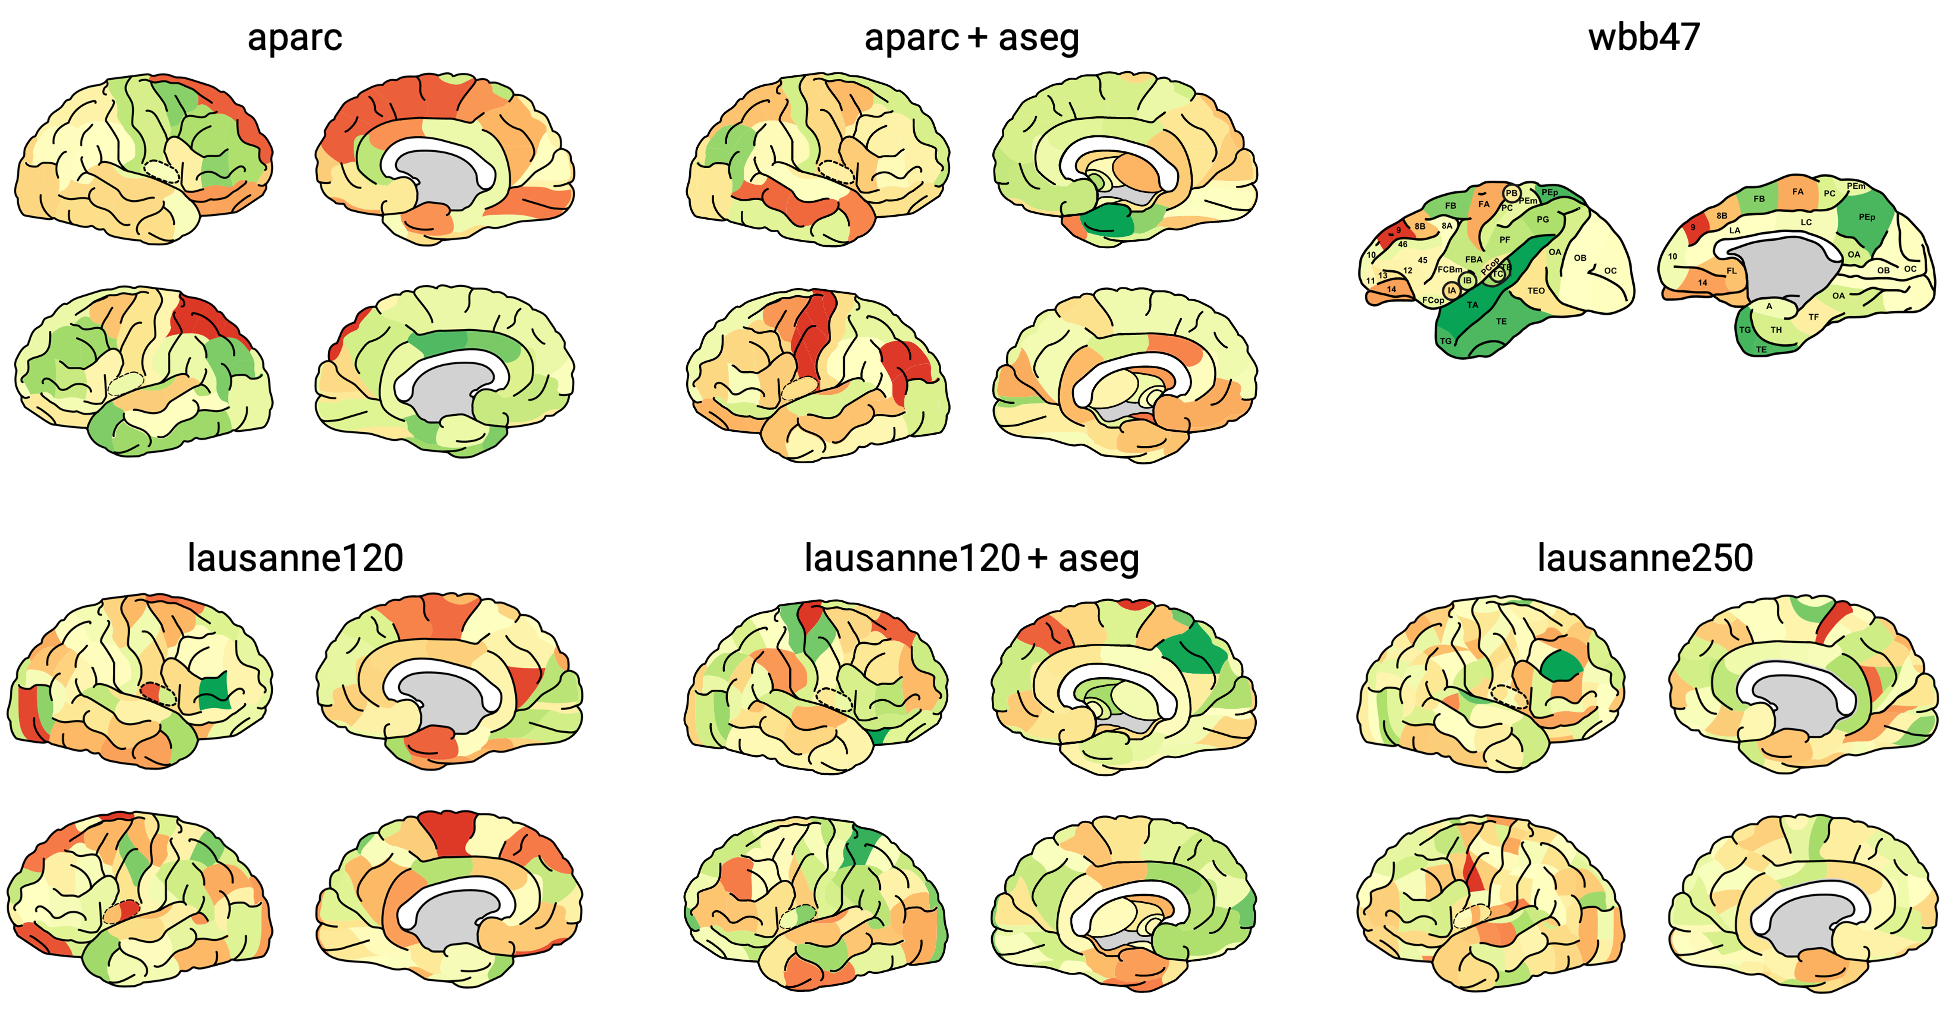 aparc
aparc + aseg
wbb47
PB
PEp
FB
FA
PC
PEm
9
8B
8A
PG
46
PF
10
45
FBA
PCop
TB
TC
OA
OB
OC
13
12
FCBm
IB
11
14
IA
TEO
FCop
TA
TE
TG
PEm
FA
PC
FB
8B
PEp
9
LC
LA
10
OA
FL
OB
OC
14
OA
A
TF
TG
TH
TE
lausanne120
lausanne120 + aseg
lausanne250